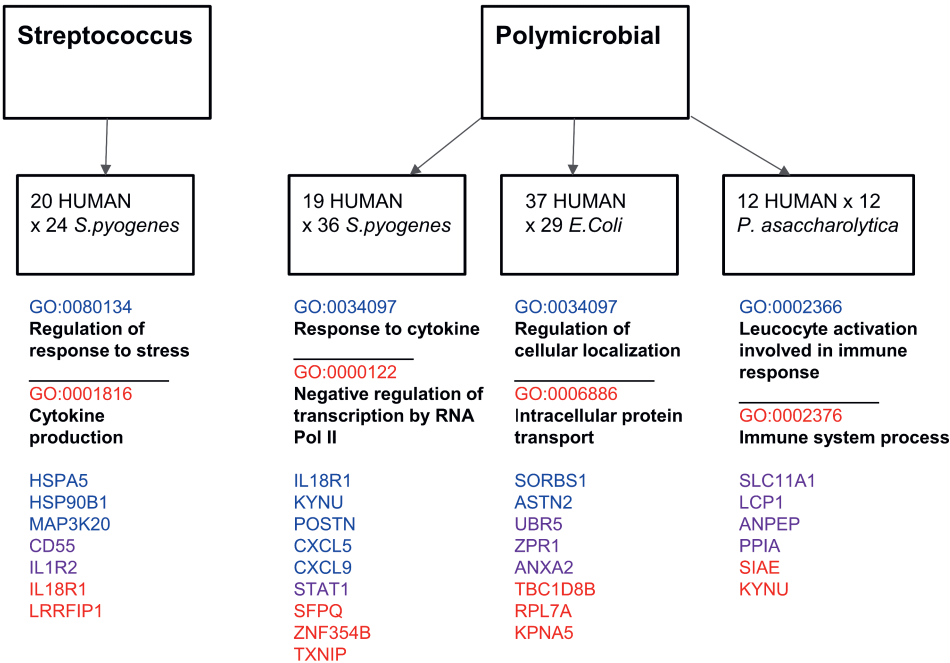 Streptococcus
Polymicrobial
20 HUMAN
x 24 S.pyogenes
19 HUMAN
x 36 S.pyogenes
37 HUMAN
x 29 E.Coli
12 HUMAN x 12
P. asaccharolytica
GO:0080134
Regulation of
response to stress
GO:0001816
Cytokine
production
HSPA5
HSP90B1
MAP3K20
CD55
IL1R2
IL18R1
LRRFIP1
GO:0034097
Response to cytokine
GO:0000122
Negative regulation of
transcription by RNA
Pol II
IL18R1
KYNU
POSTN
CXCL5
CXCL9
STAT1
SFPQ
ZNF354B
TXNIP
GO:0034097
Regulation of
cellular localization
GO:0006886
Intracellular protein
transport
SORBS1
ASTN2
UBR5
ZPR1
ANXA2
TBC1D8B
RPL7A
KPNA5
GO:0002366
Leucocyte activation
involved in immune
response
GO:0002376
Immune system process
SLC11A1
LCP1
ANPEP
PPIA
SIAE
KYNU